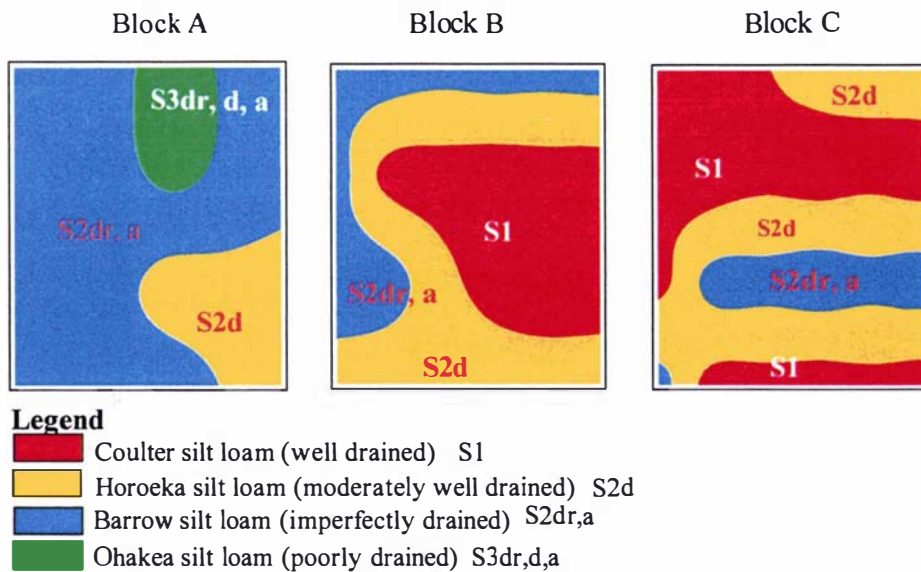 Block A Block B Block C
S3dr, d, a
S2d
S1
S2dr, a
S1
S2d
S2dr, a
S2dr, a
S2d
S2d
S1
Legend
Coulter silt loam (well drained) S1
Horoeka silt loam (moderately well drained) S2d
Barrow silt loam (imperfectly drained) S2dr,a
Ohakea silt loam (poorly drained) S3dr,d,a